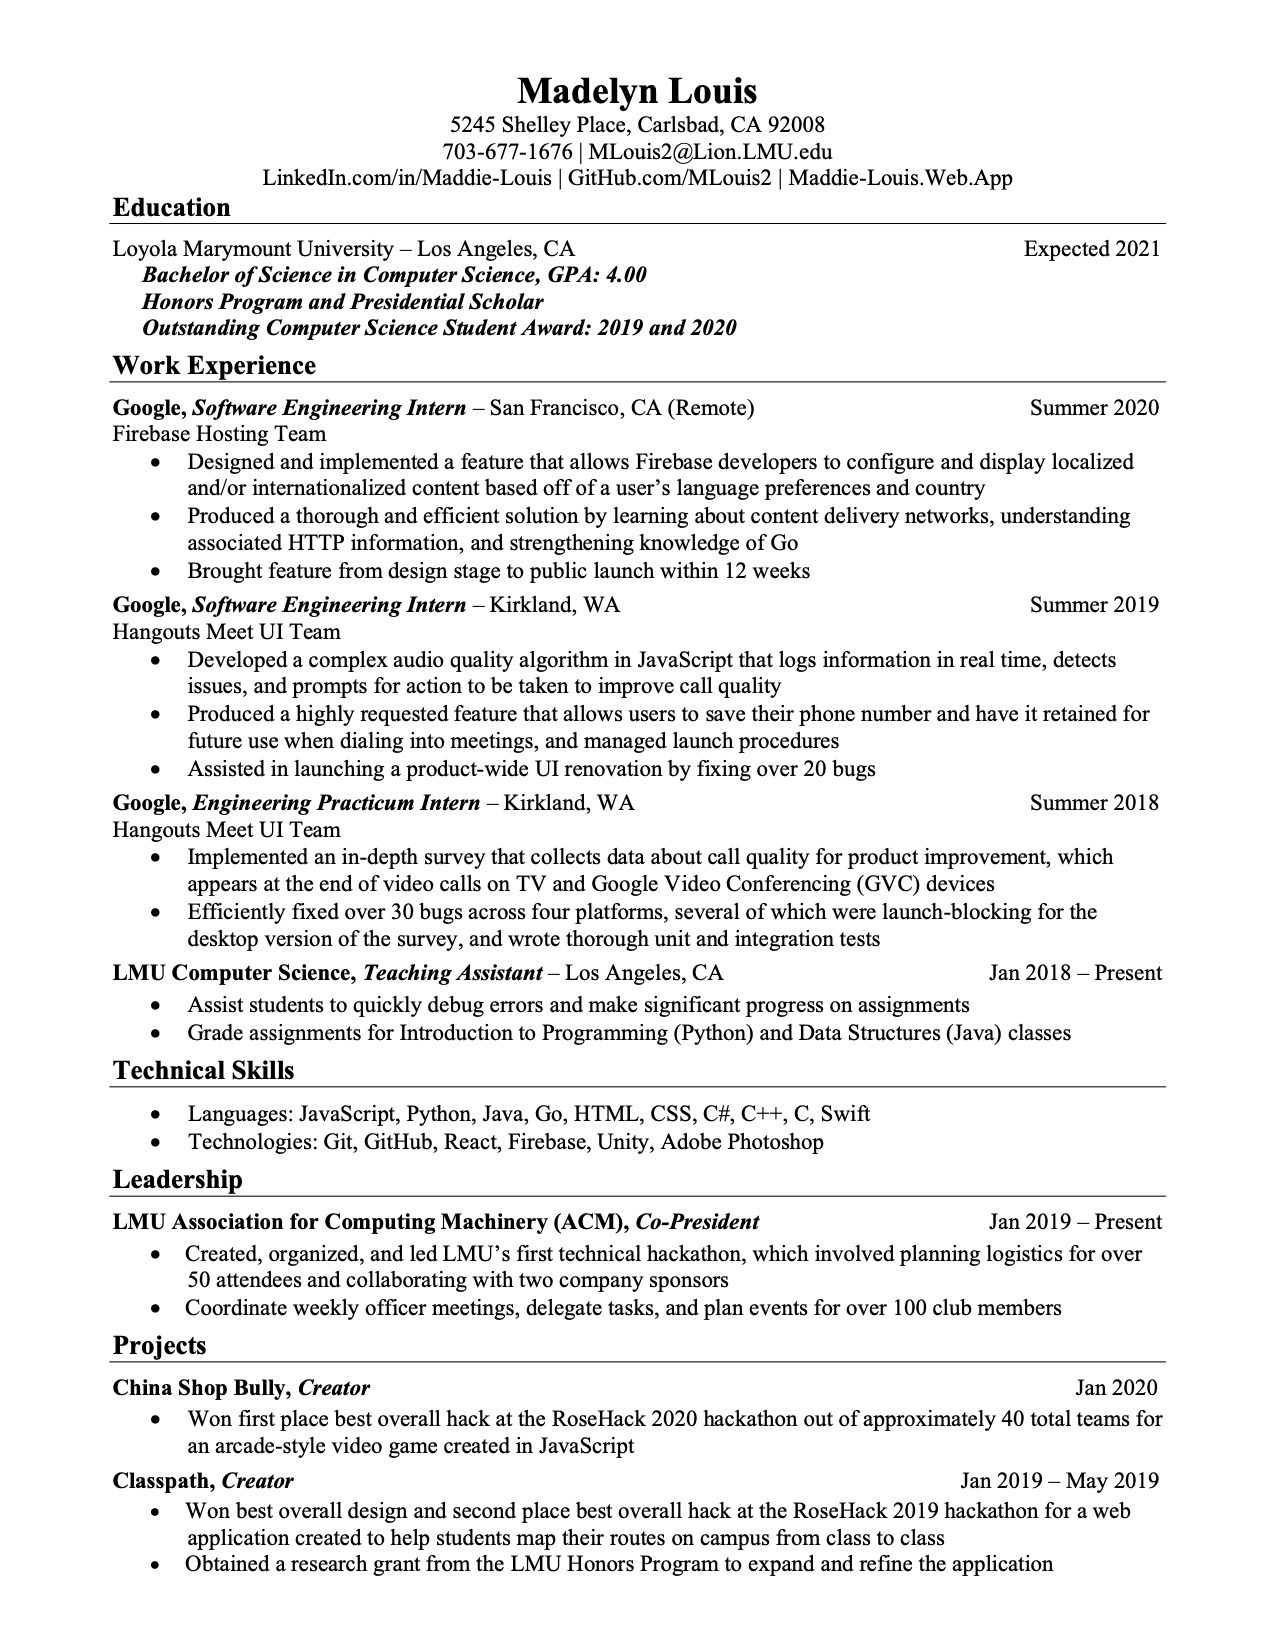 Madelyn Louis
5245 Shelley Place, Carlsbad, CA 92008
703-677-1676 | MLouis2@Lion.LMU.edu
LinkedIn.com/in/Maddie-Louis | GitHub.com/MLouis2 | Maddie-Louis.Web.App
Education
Loyola Marymount University – Los Angeles, CA Expected 2021
Bachelor of Science in Computer Science, GPA: 4.00
Honors Program and Presidential Scholar
Outstanding Computer Science Student Award: 2019 and 2020
Work Experience
Google, Software Engineering Intern – San Francisco, CA (Remote) Summer 2020
Firebase Hosting Team
• Designed and implemented a feature that allows Firebase developers to configure and display localized
and/or internationalized content based off of a user’s language preferences and country
• Produced a thorough and efficient solution by learning about content delivery networks, understanding
associated HTTP information, and strengthening knowledge of Go
• Brought feature from design stage to public launch within 12 weeks
Google, Software Engineering Intern – Kirkland, WA Summer 2019
Hangouts Meet UI Team
• Developed a complex audio quality algorithm in JavaScript that logs information in real time, detects
issues, and prompts for action to be taken to improve call quality
• Produced a highly requested feature that allows users to save their phone number and have it retained for
future use when dialing into meetings, and managed launch procedures
• Assisted in launching a product-wide UI renovation by fixing over 20 bugs
Google, Engineering Practicum Intern – Kirkland, WA Summer 2018
Hangouts Meet UI Team
• Implemented an in-depth survey that collects data about call quality for product improvement, which
appears at the end of video calls on TV and Google Video Conferencing (GVC) devices
• Efficiently fixed over 30 bugs across four platforms, several of which were launch-blocking for the
desktop version of the survey, and wrote thorough unit and integration tests
LMU Computer Science, Teaching Assistant – Los Angeles, CA Jan 2018 – Present
• Assist students to quickly debug errors and make significant progress on assignments
• Grade assignments for Introduction to Programming (Python) and Data Structures (Java) classes
Technical Skills
• Languages: JavaScript, Python, Java, Go, HTML, CSS, C#, C++, C, Swift
• Technologies: Git, GitHub, React, Firebase, Unity, Adobe Photoshop
Leadership
LMU Association for Computing Machinery (ACM), Co-President Jan 2019 – Present
• Created, organized, and led LMU’s first technical hackathon, which involved planning logistics for over
50 attendees and collaborating with two company sponsors
• Coordinate weekly officer meetings, delegate tasks, and plan events for over 100 club members
Projects
China Shop Bully, Creator Jan 2020
• Won first place best overall hack at the RoseHack 2020 hackathon out of approximately 40 total teams for
an arcade-style video game created in JavaScript
Classpath, Creator Jan 2019 – May 2019
• Won best overall design and second place best overall hack at the RoseHack 2019 hackathon for a web
application created to help students map their routes on campus from class to class
• Obtained a research grant from the LMU Honors Program to expand and refine the application